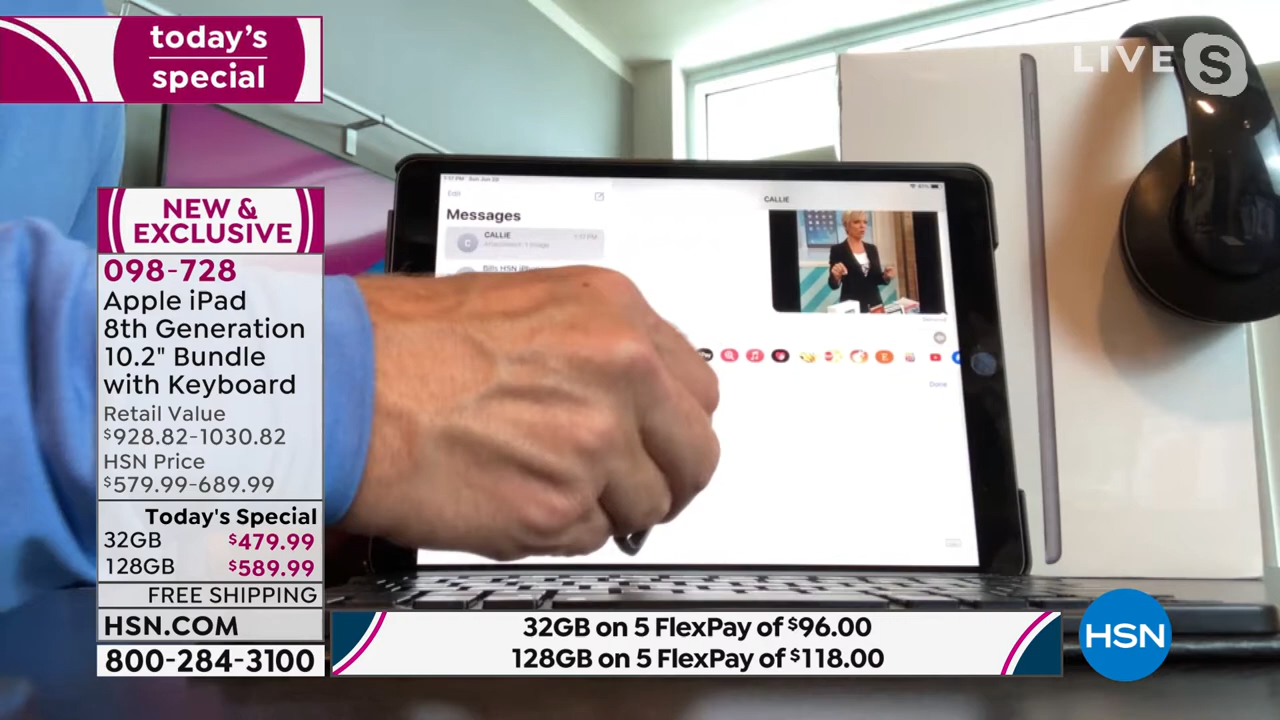 today's
special
LIVE S
NEW &
EXCLUSIVE
098-728
Apple iPad
8th Generation
10.2" Bundle
with Keyboard
Retail Value
$928.82-1030.82
HSN Price
$579.99-689.99
Today's Special
32GB $479.99
128GB $589.99
FREE SHIPPING
HSN.COM
800-284-3100
32GB on 5 FlexPay of $96.00
128GB on 5 FlexPay of $118.00
HSN
Edit
Messages
CALLIE
1:17 PM
C
CALLIE
Done